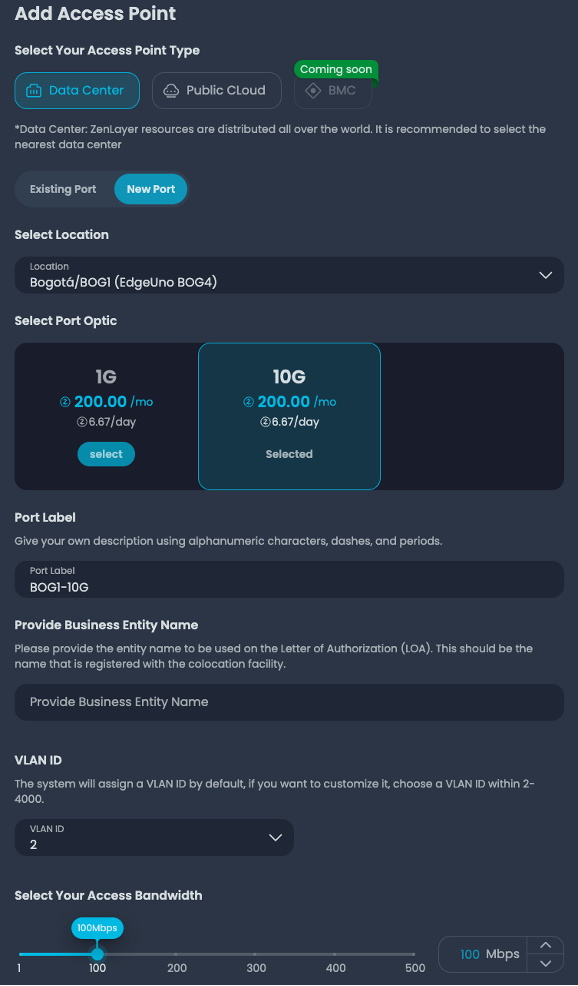 Add Access Point
Select Your Access Point Type
Coming soon
Data Center
Public CLoud
BMC
*Data Center: ZenLayer resources are distributed all over the world. It is recommended to select the
nearest data center
Existing Port
New Port
Select Location
Location
Bogotá/BOG1 (EdgeUno BOG4)
Select Port Optic
1G
200.00 /mo
6.67/day
select
10G
200.00 /mo
6.67/day
Selected
Port Label
Give your own description using alphanumeric characters, dashes, and periods.
Port Label
BOG1-10G
Provide Business Entity Name
Please provide the entity name to be used on the Letter of Authorization (LOA). This should be the
name that is registered with the colocation facility.
Provide Business Entity Name
VLAN ID
The system will assign a VLAN ID by default, if you want to customize it, choose a VLAN ID within 2-
4000.
VLAN ID
2
Select Your Access Bandwidth
100Mbps
1 100 200 300 400 500
100 Mbps